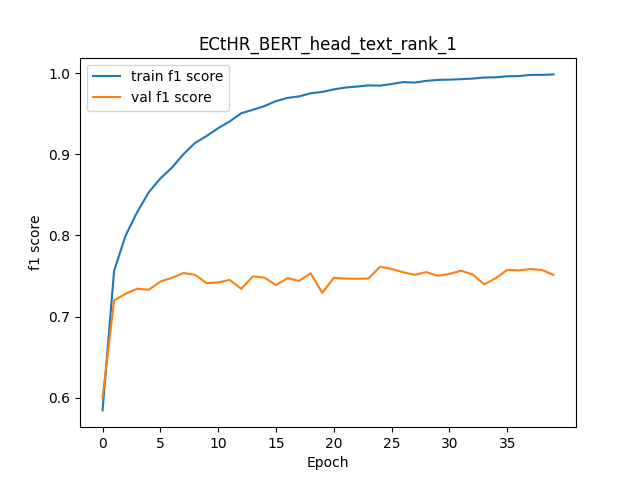 ECtHR_BERT_head_text_rank_1
train f1 score
val f1 score
f1 score
1.0
0.9
0.8
0.7
0.6
0 5 10 15 20 25 30 35
Epoch